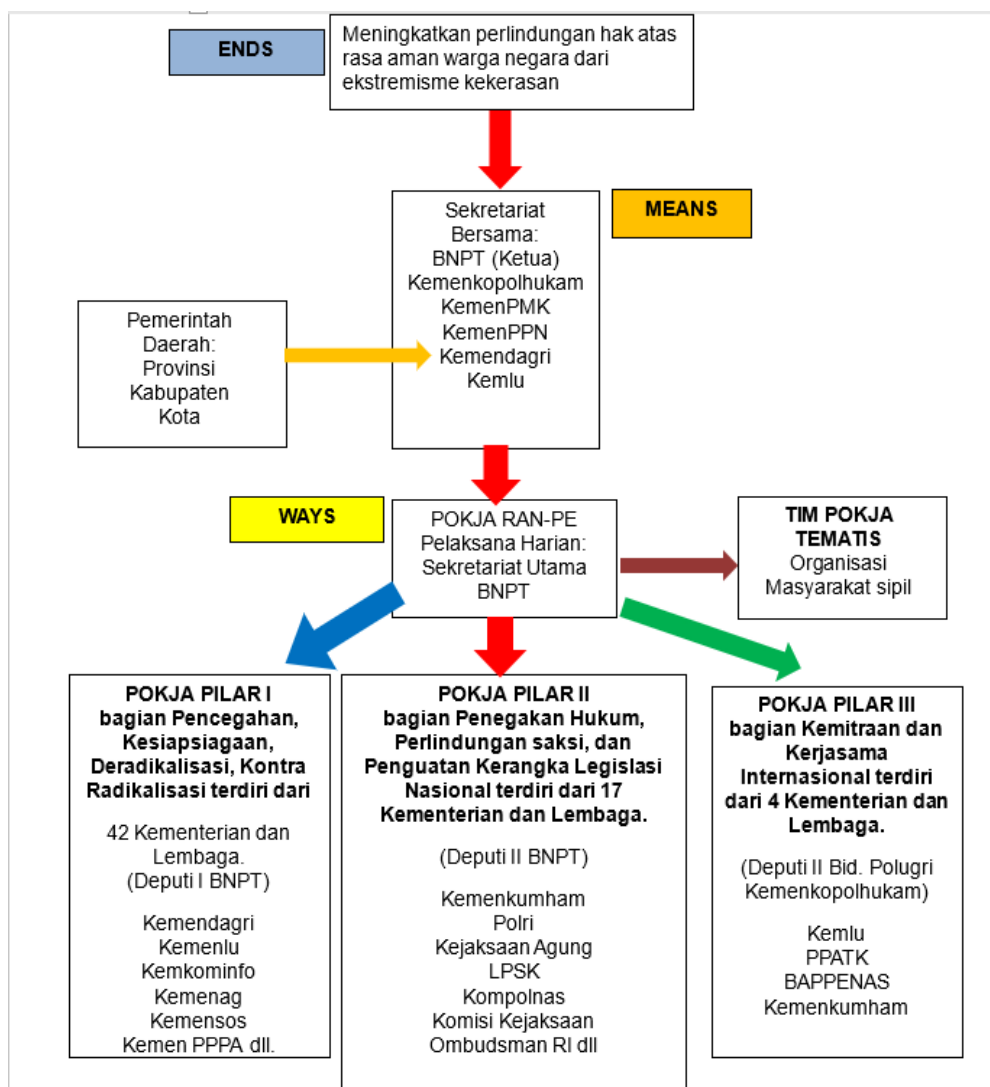 ENDS
Meningkatkan perlindungan hak atas
rasa aman warga negara dari
ekstremisme kekerasan
MEANS
Sekretariat
Bersama:
BNPT (Ketua)
Kemenkopolhukam
KemenPMK
KemenPPN
Kemendagri
Kemlu
Pemerintah
Daerah:
Provinsi
Kabupaten
Kota
WAYS
POKJA RAN-PE
Pelaksana Harian:
Sekretariat Utama
BNPT
TIM POKJA
TEMATIS
Organisasi
Masyarakat sipil
POKJA PILAR I
bagian Pencegahan,
Kesiapsiagaan,
Deradikalisasi, Kontra
Radikalisasi terdiri dari
42 Kementerian dan
Lembaga.
(Deputi I BNPT)
Kemendagri
Kemenlu
Kemkominfo
Kemenag
Kemensos
Kemen PPPA dll.
POKJA PILAR II
bagian Penegakan Hukum,
Perlindungan saksi, dan
Penguatan Kerangka Legislasi
Nasional terdiri dari 17
Kementerian dan Lembaga.
(Deputi II BNPT)
Kemenkumham
Polri
Kejaksaan Agung
LPSK
Kompolnas
Komisi Kejaksaan
Ombudsman RI dll
POKJA PILAR III
bagian Kemitraan dan
Kerjasama
Internasional terdiri
dari 4 Kementerian dan
Lembaga.
(Deputi II Bid. Polugri
Kemenkopolhukam)
Kemlu
PPATK
BAPPENAS
Kemenkumham